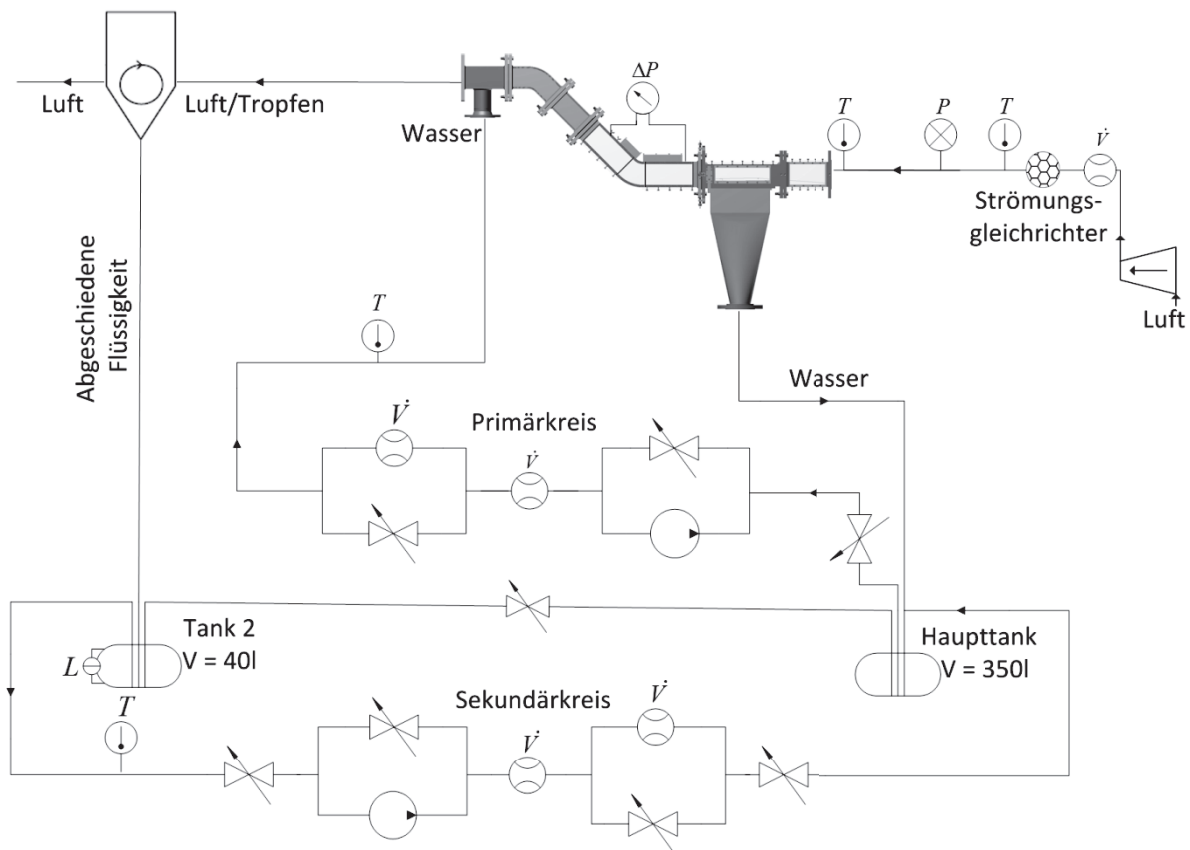 ΔP
T
P
T
V̇
Luft
Luft/Tropfen
Wasser
Strömungs-
gleichrichter
Luft
Abgeschiedene
Flüssigkeit
T
Wasser
V̇
Primärkreis
V̇
Tank 2
V = 40l
L
Haupttank
V = 350l
T
Sekundärkreis
V̇
V̇